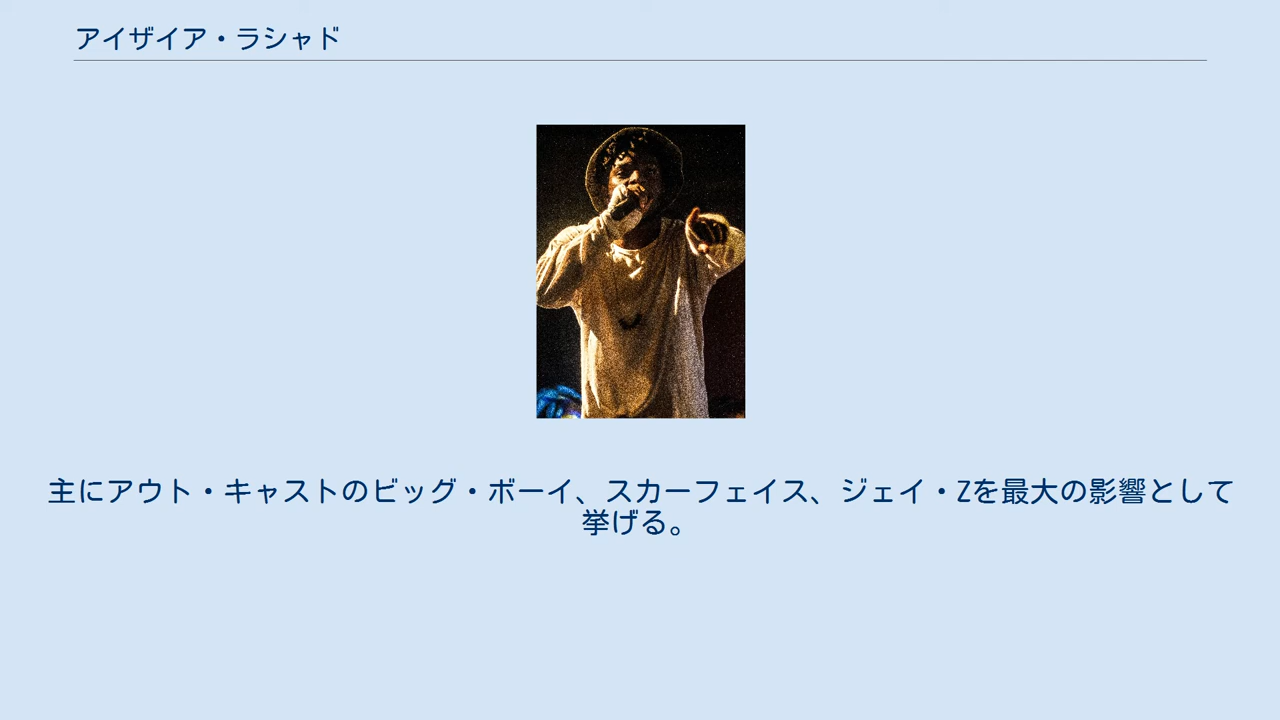 アイザイア・ラシャド
主にアウト・キャストのビッグ・ボーイ、スカーフェイス、ジェイ・Zを最大の影響として
挙げる。